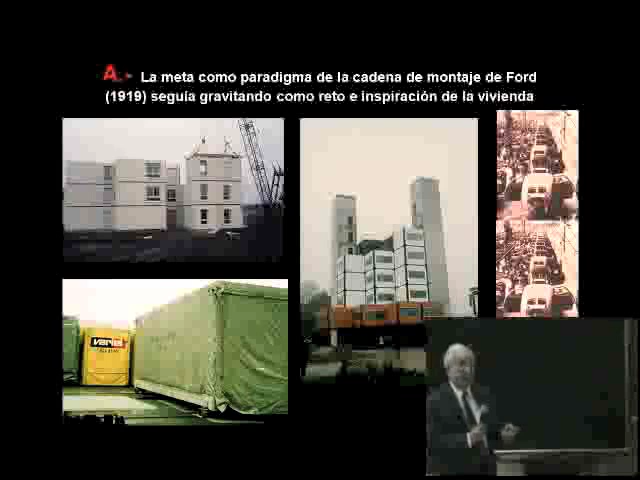 A.- La meta como paradigma de la cadena de montaje de Ford
(1919) seguía gravitando como reto e inspiración de la vivienda